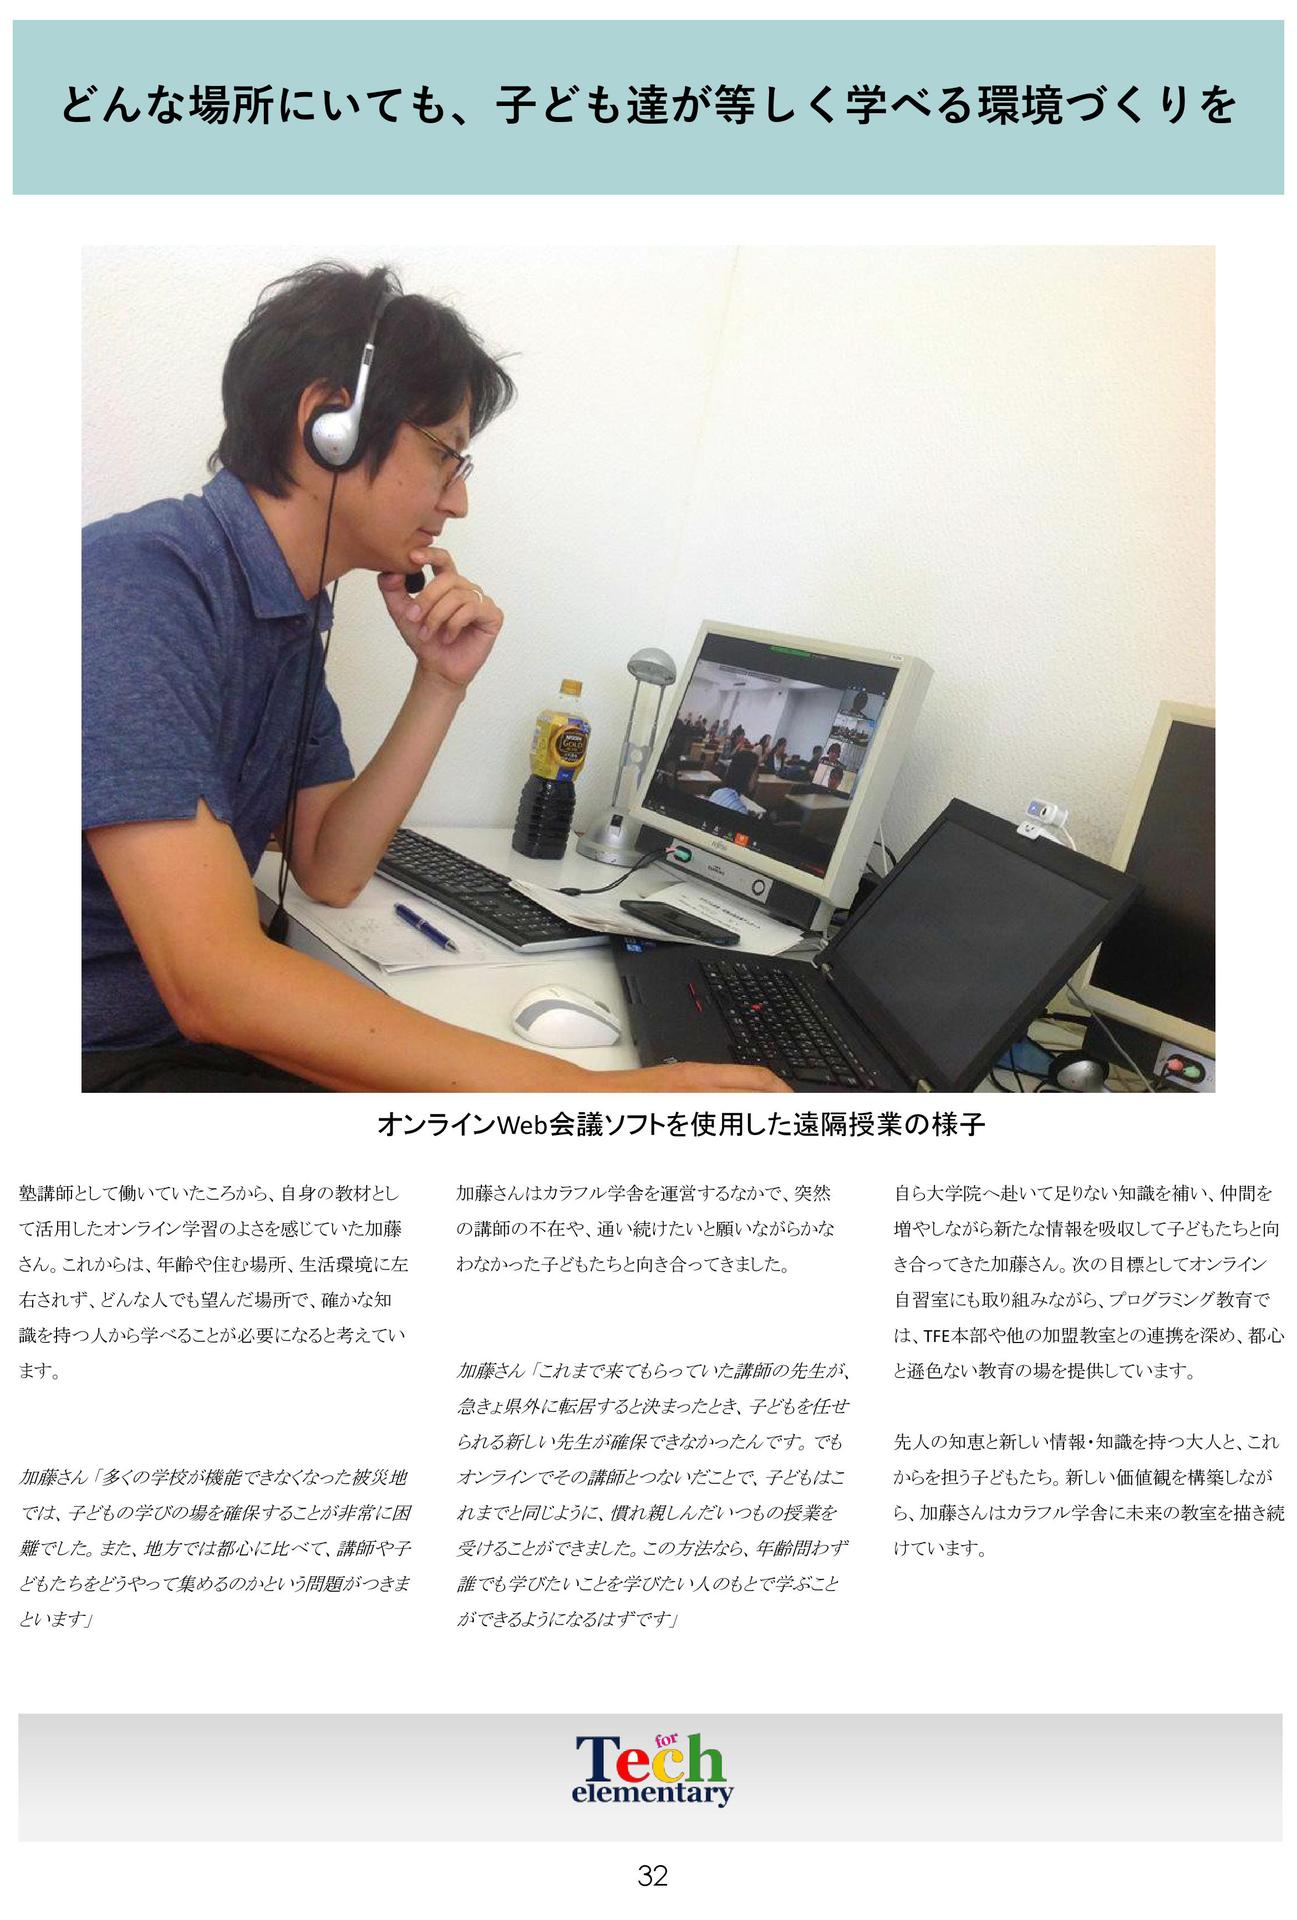 どんな場所にいても、子ども達が等しく学べる環境づくりを
NESCAFÉ
GOLD
オンラインWeb会議ソフトを使用した遠隔授業の様子
塾講師として働いていたころから、自身の教材とし
て活用したオンライン学習のよさを感じていた加藤
さん。これからは、年齢や住む場所、生活環境に左
右されず、どんな人でも望んだ場所で、確かな知
識を持つ人から学べることが必要になると考えてい
ます。
加藤さん「多くの学校が機能できなくなった被災地
では、子どもの学びの場を確保することが非常に困
難でした。また、地方では都心に比べて、講師や子
どもたちをどうやって集めるのかという問題がつきま
といます」
加藤さんはカラフル学舎を運営するなかで、突然
の講師の不在や、通い続けたいと願いながらかな
わなかった子どもたちと向き合ってきました。
加藤さん「これまで来てもらっていた講師の先生が、
急きょ県外に転居すると決まったとき、子どもを任せ
られる新しい先生が確保できなかったんです。でも
オンラインでその講師とつないだことで、子どもはこ
れまでと同じように、慣れ親しんだいつもの授業を
受けることができました。この方法なら、年齢問わず
誰でも学びたいことを学びたい人のもとで学ぶこと
ができるようになるはずです」
自ら大学院へ赴いて足りない知識を補い、仲間を
増やしながら新たな情報を吸収して子どもたちと向
き合ってきた加藤さん。次の目標としてオンライン
自習室にも取り組みながら、プログラミング教育で
は、TFE本部や他の加盟教室との連携を深め、都心
と遜色ない教育の場を提供しています。
先人の知恵と新しい情報・知識を持つ大人と、これ
からを担う子どもたち。新しい価値観を構築しなが
ら、加藤さんはカラフル学舎に未来の教室を描き続
けています。
Tech for
elementary
32